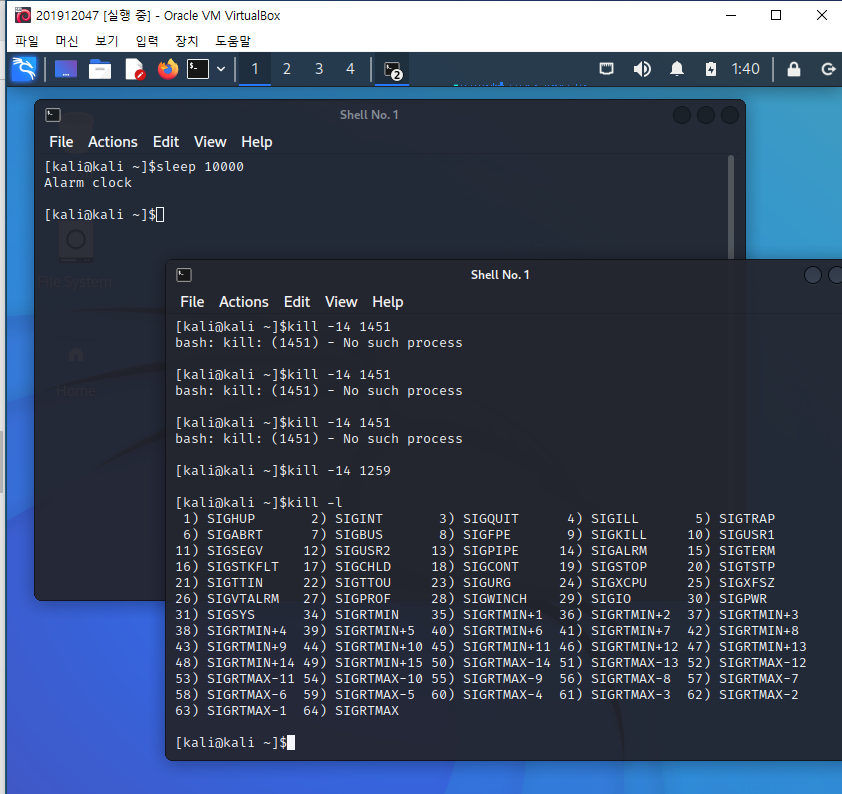 201912047 [실행 중] - Oracle VM VirtualBox
파일 머신 보기 입력 장치 도움말
1 2 3 4 2 1:40
Shell No. 1
File Actions Edit View Help
[kali@kali ~]$sleep 10000
Alarm clock
[kali@kali ~]$
File System
Home
Shell No. 1
File Actions Edit View Help
[kali@kali ~]$kill -14 1451
bash: kill: (1451) - No such process
[kali@kali ~]$kill -14 1451
bash: kill: (1451) - No such process
[kali@kali ~]$kill -14 1451
bash: kill: (1451) - No such process
[kali@kali ~]$kill -14 1259
[kali@kali ~]$kill -l
1) SIGHUP 2) SIGINT 3) SIGQUIT 4) SIGILL 5) SIGTRAP
6) SIGABRT 7) SIGBUS 8) SIGFPE 9) SIGKILL 10) SIGUSR1
11) SIGSEGV 12) SIGUSR2 13) SIGPIPE 14) SIGALRM 15) SIGTERM
16) SIGSTKFLT 17) SIGCHLD 18) SIGCONT 19) SIGSTOP 20) SIGTSTP
21) SIGTTIN 22) SIGTTOU 23) SIGURG 24) SIGXCPU 25) SIGXFSZ
26) SIGVTALRM 27) SIGPROF 28) SIGWINCH 29) SIGIO 30) SIGPWR
31) SIGSYS 34) SIGRTMIN 35) SIGRTMIN+1 36) SIGRTMIN+2 37) SIGRTMIN+3
38) SIGRTMIN+4 39) SIGRTMIN+5 40) SIGRTMIN+6 41) SIGRTMIN+7 42) SIGRTMIN+8
43) SIGRTMIN+9 44) SIGRTMIN+10 45) SIGRTMIN+11 46) SIGRTMIN+12 47) SIGRTMIN+13
48) SIGRTMIN+14 49) SIGRTMIN+15 50) SIGRTMAX-14 51) SIGRTMAX-13 52) SIGRTMAX-12
53) SIGRTMAX-11 54) SIGRTMAX-10 55) SIGRTMAX-9 56) SIGRTMAX-8 57) SIGRTMAX-7
58) SIGRTMAX-6 59) SIGRTMAX-5 60) SIGRTMAX-4 61) SIGRTMAX-3 62) SIGRTMAX-2
63) SIGRTMAX-1 64) SIGRTMAX
[kali@kali ~]$